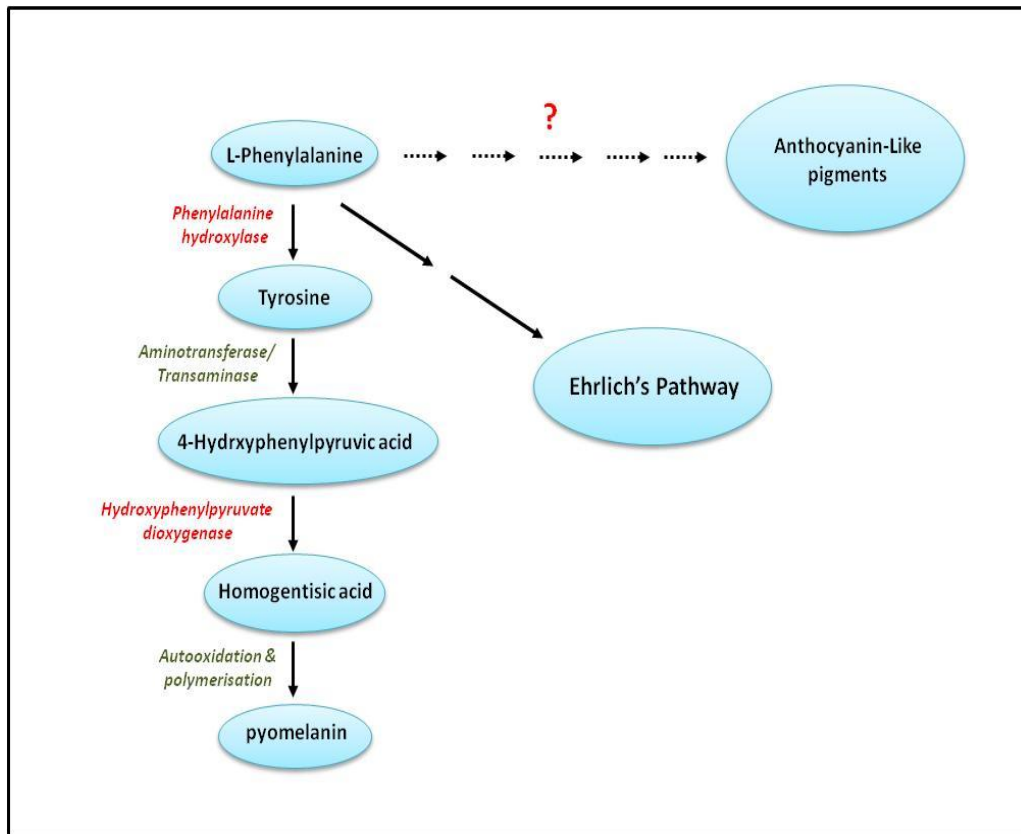 ?
L-Phenylalanine
Anthocyanin-Like
pigments
Phenylalanine
hydroxylase
Tyrosine
Aminotransferase/
Transaminase
Ehrlich's Pathway
4-Hydrxyphenylpyruvic acid
Hydroxyphenylpyruvate
dioxygenase
Homogentisic acid
Autooxidation &
polymerisation
pyomelanin